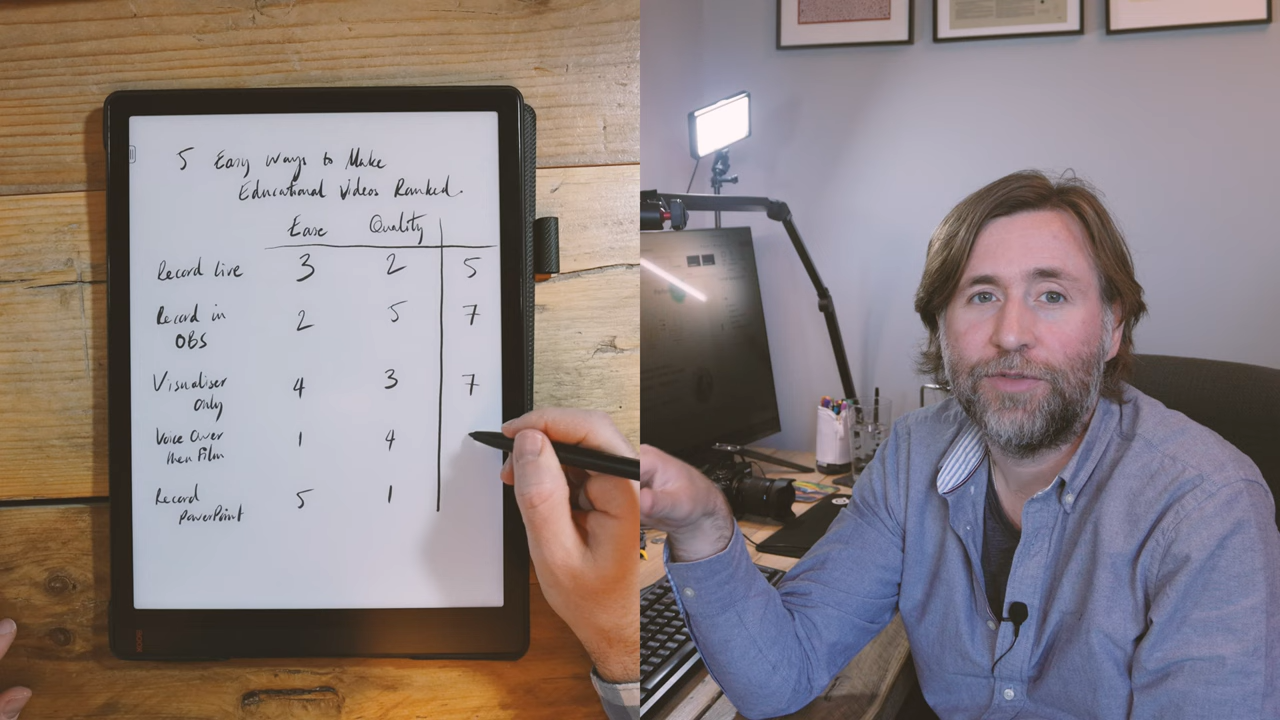 5 Easy Ways to Make
Educational Videos Ranked.
Ease Quality
Record live 3 2 5
Record in 2 5 7
OBS
Visualiser 4 3 7
Only
Voice Over 1 4
then Film
Record 5 1
PowerPoint
BOOX